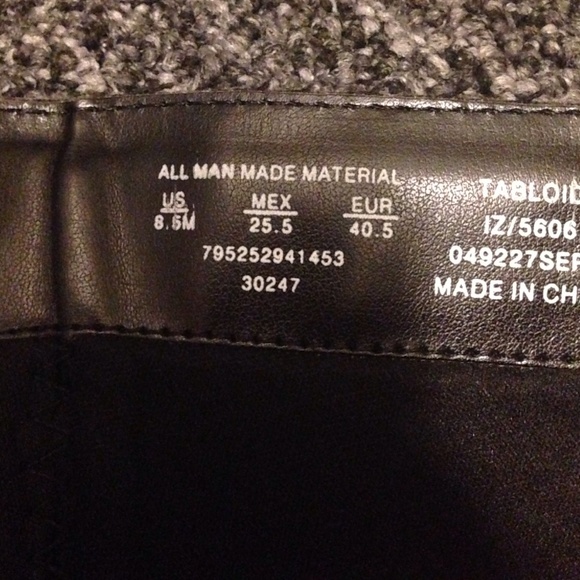 ALL MAN MADE MATERIAL
US MEX EUR
8.5M 25.5 40.5
795252941453
30247
TABLOID
IZ/5606
049227SEP
MADE IN CH